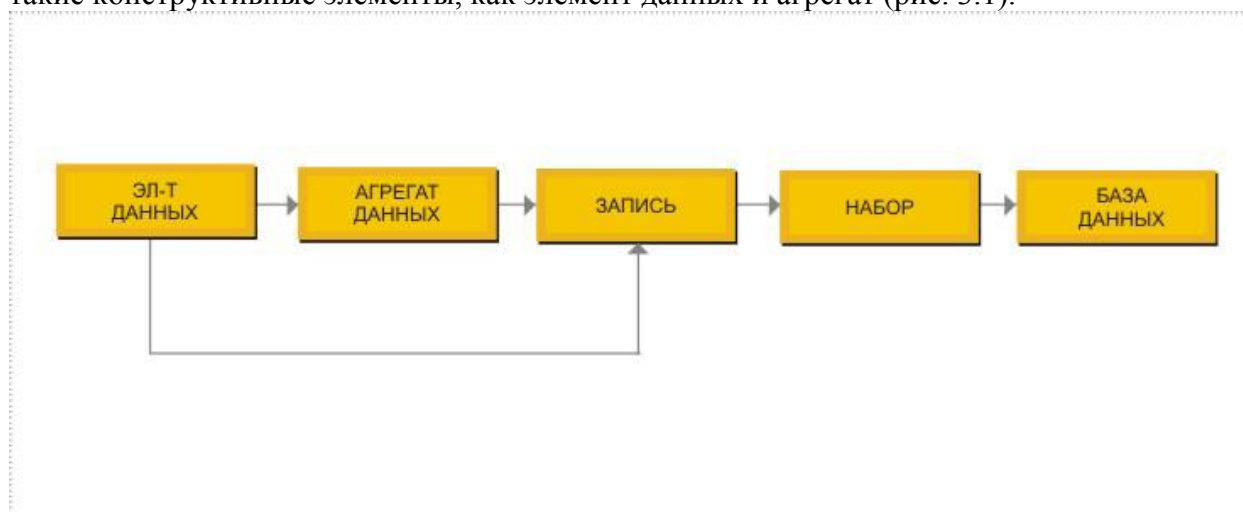 такие конструктивные элементы, как элемент данных и агрегат (рис. 3.1).
ЭЛ-Т
ДАННЫХ
АГРЕГАТ
ДАННЫХ
ЗАПИСЬ
НАБОР
БАЗА
ДАННЫХ